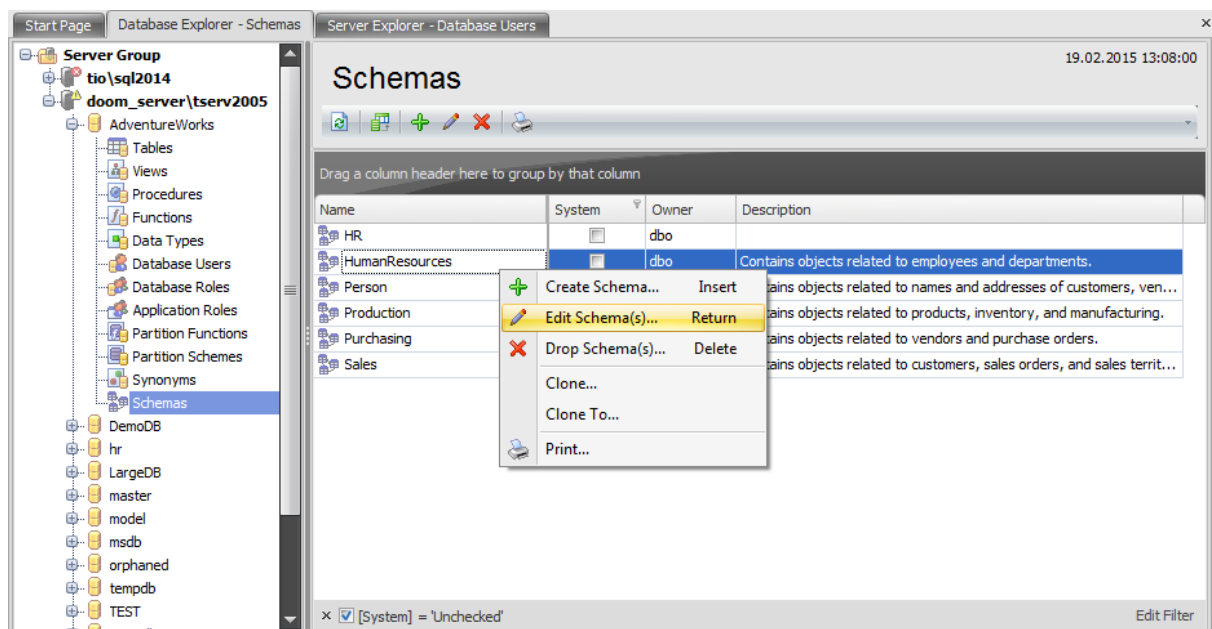 Start Page
Database Explorer - Schemas
Server Explorer - Database Users
Server Group
tio\sql2014
doom_server\tserv2005
AdventureWorks
Tables
Views
Procedures
Functions
Data Types
Database Users
Database Roles
Application Roles
Partition Functions
Partition Schemes
Synonyms
Schemas
DemoDB
hr
LargeDB
master
model
msdb
orphaned
tempdb
TEST
Schemas
19.02.2015 13:08:00
Drag a column header here to group by that column
Name System Owner Description
HR dbo
HumanResources dbo Contains objects related to employees and departments.
Person tains objects related to names and addresses of customers, ven...
Production tains objects related to products, inventory, and manufacturing.
Purchasing tains objects related to vendors and purchase orders.
Sales tains objects related to customers, sales orders, and sales territ...
Create Schema... Insert
Edit Schema(s)... Return
Drop Schema(s)... Delete
Clone...
Clone To...
Print...
[System] = 'Unchecked'
Edit Filter